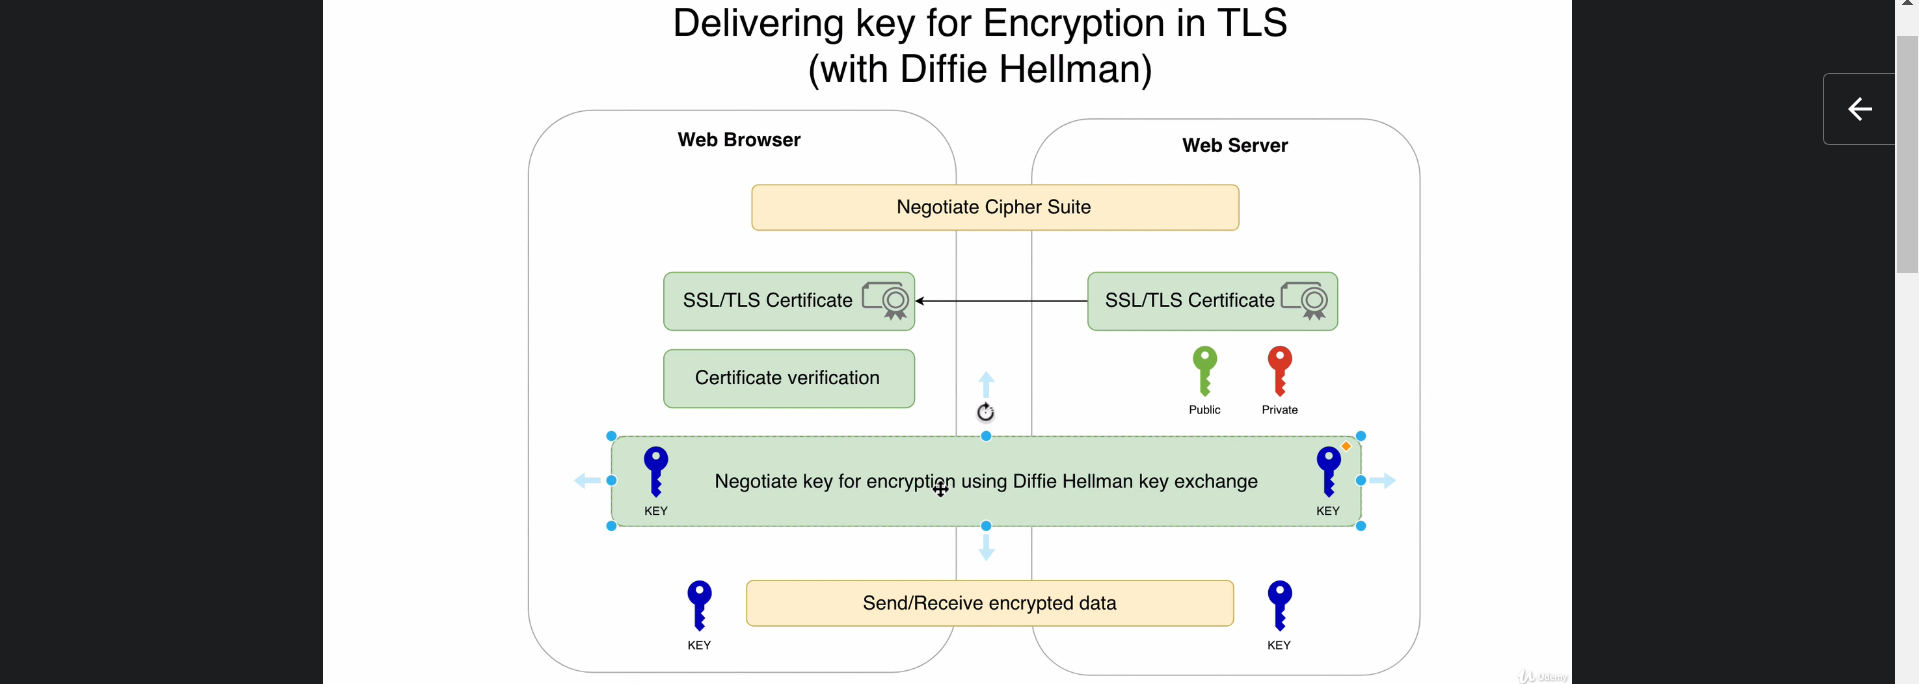 Delivering key for Encryption in TLS
(with Diffie Hellman)
Web Browser
Web Server
Negotiate Cipher Suite
SSL/TLS Certificate
SSL/TLS Certificate
Certificate verification
Public
Private
Negotiate key for encryption using Diffie Hellman key exchange
KEY
KEY
Send/Receive encrypted data
KEY
KEY
Udemy